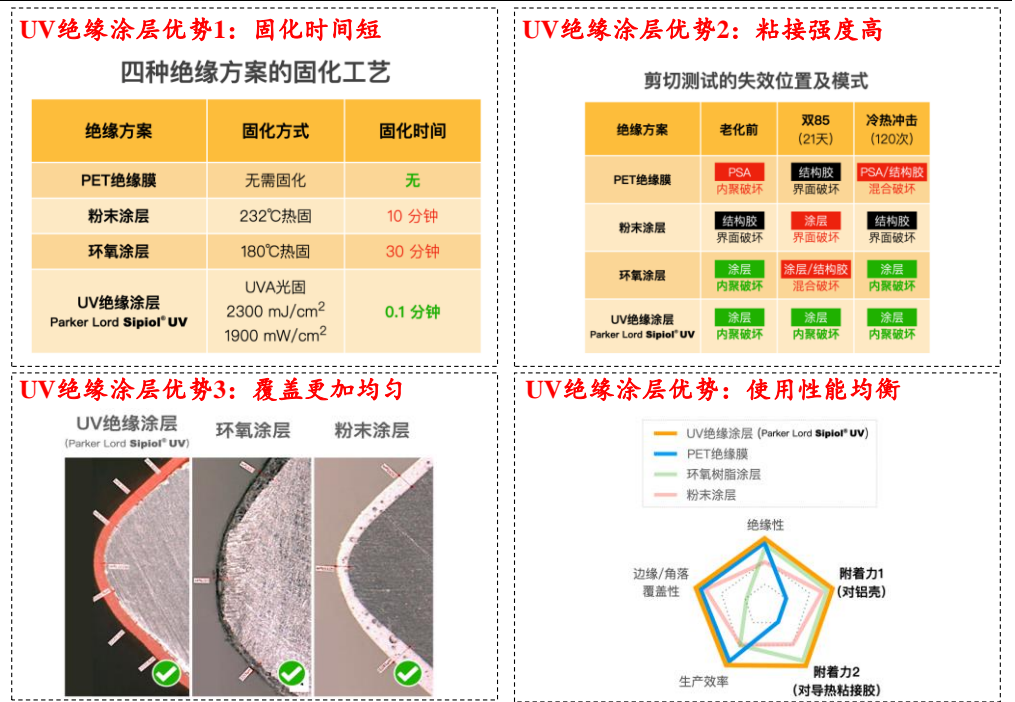 UV绝缘涂层优势1：固化时间短
四种绝缘方案的固化工艺
绝缘方案 固化方式 固化时间
PET绝缘膜 无需固化 无
粉末涂层 232℃热固 10 分钟
环氧涂层 180℃热固 30 分钟
UV绝缘涂层
Parker Lord Sipiol® UV
UVA光固
2300 mJ/cm²
1900 mW/cm²
0.1 分钟
UV绝缘涂层优势2：粘接强度高
剪切测试的失效位置及模式
绝缘方案 老化前 双85 冷热冲击
(21天) (120次)
PET绝缘膜
PSA 结构胶 PSA/结构胶
内聚破坏 界面破坏 混合破坏
粉末涂层
结构胶 涂层 结构胶
界面破坏 界面破坏 界面破坏
环氧涂层
涂层 涂层/结构胶 涂层
内聚破坏 混合破坏 内聚破坏
UV绝缘涂层
Parker Lord Sipiol® UV
涂层 涂层 涂层
内聚破坏 内聚破坏 内聚破坏
UV绝缘涂层优势3：覆盖更加均匀
UV绝缘涂层
(Parker Lord Sipiol® UV)
环氧涂层
粉末涂层
UV绝缘涂层优势：使用性能均衡
UV绝缘涂层 (Parker Lord Sipiol® UV)
PET绝缘膜
环氧树脂涂层
粉末涂层
绝缘性
附着力1
(对铝壳)
附着力2
(对导热粘接胶)
生产效率
边缘/角落
覆盖性